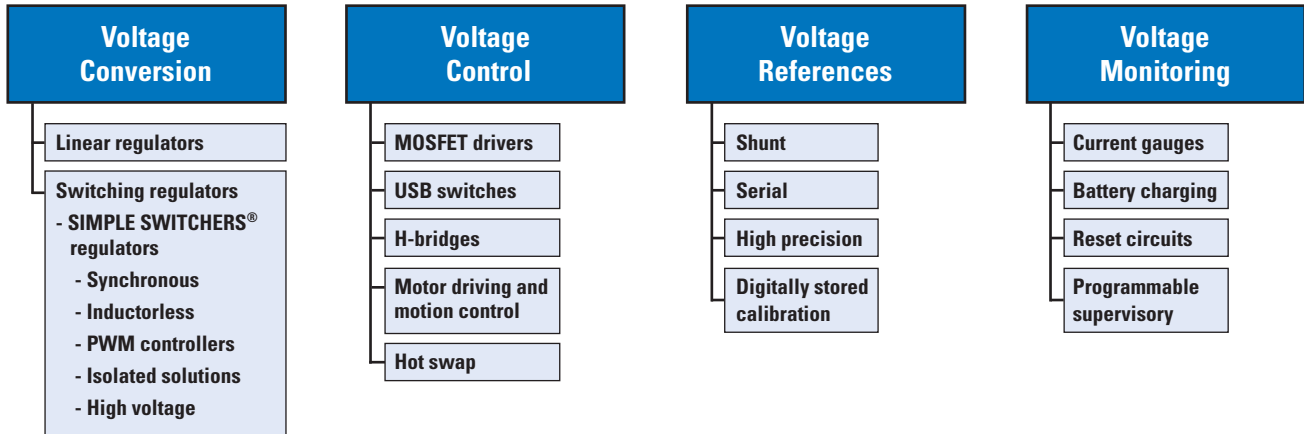 Voltage
Conversion
Linear regulators
Switching regulators
- SIMPLE SWITCHERS®
regulators
- Synchronous
- Inductorless
- PWM controllers
- Isolated solutions
- High voltage
Voltage
Control
MOSFET drivers
USB switches
H-bridges
Motor driving and
motion control
Hot swap
Voltage
References
Shunt
Serial
High precision
Digitally stored
calibration
Voltage
Monitoring
Current gauges
Battery charging
Reset circuits
Programmable
supervisory